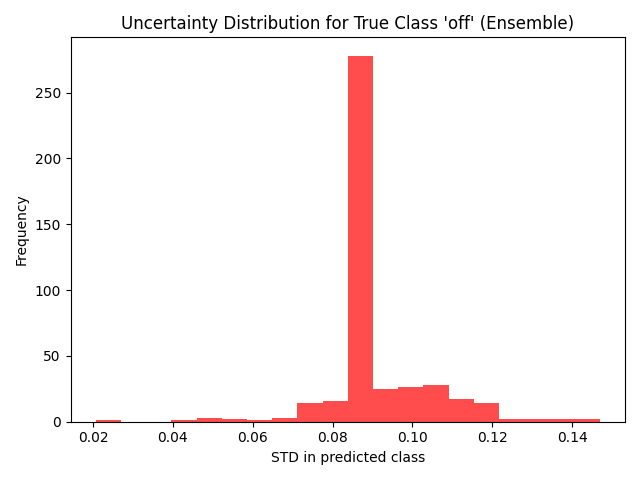 Uncertainty Distribution for True Class 'off' (Ensemble)
Frequency
250
200
150
100
50
0
0.02 0.04 0.06 0.08 0.10 0.12 0.14
STD in predicted class